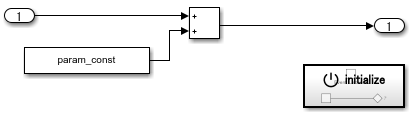 1
+
+
1
param_const
initialize